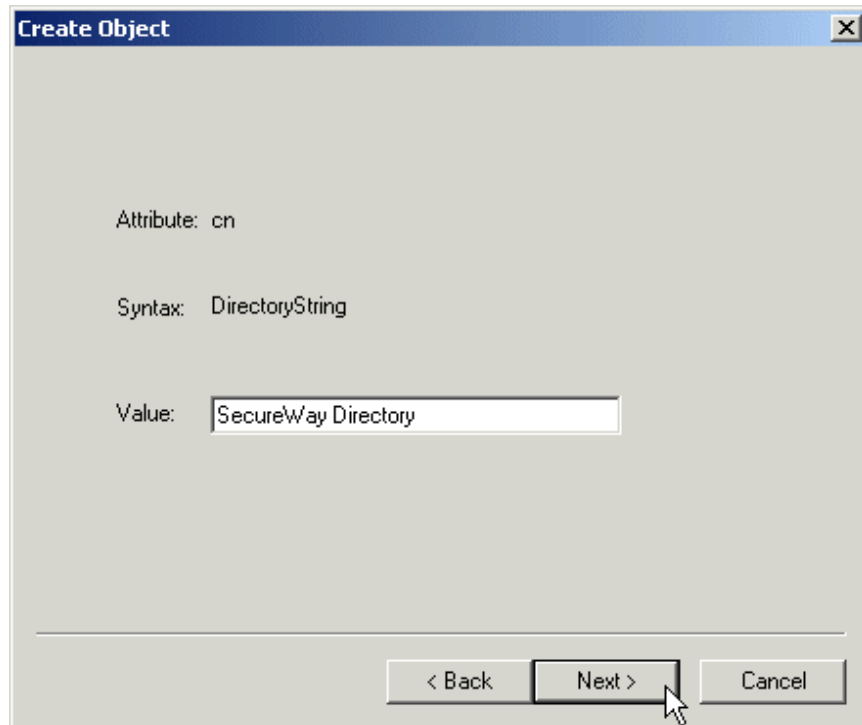 Create Object
Attribute: cn
Syntax: DirectoryString
Value: SecureWay Directory
< Back Next > Cancel